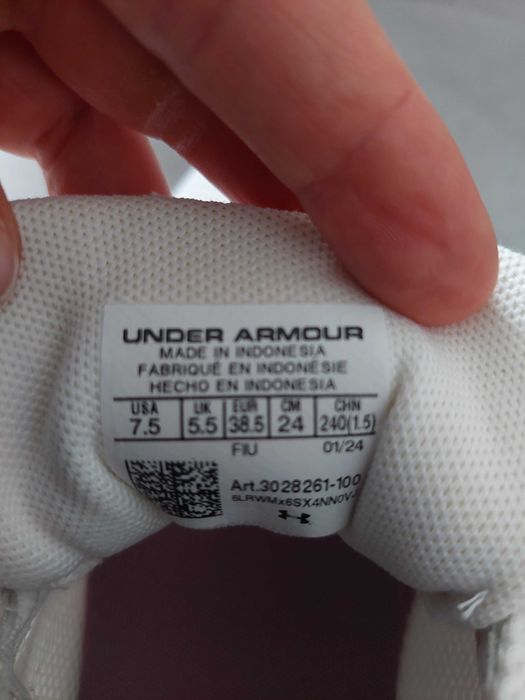 UNDER ARMOUR
MADE IN INDONESIA
FABRIQUÉ EN INDONÉSIE
HECHO EN INDONESIA
USA UK EUR CM CHN
7.5 5.5 38.5 24 240(1.5)
FIU 01/24
Art.3028261-100